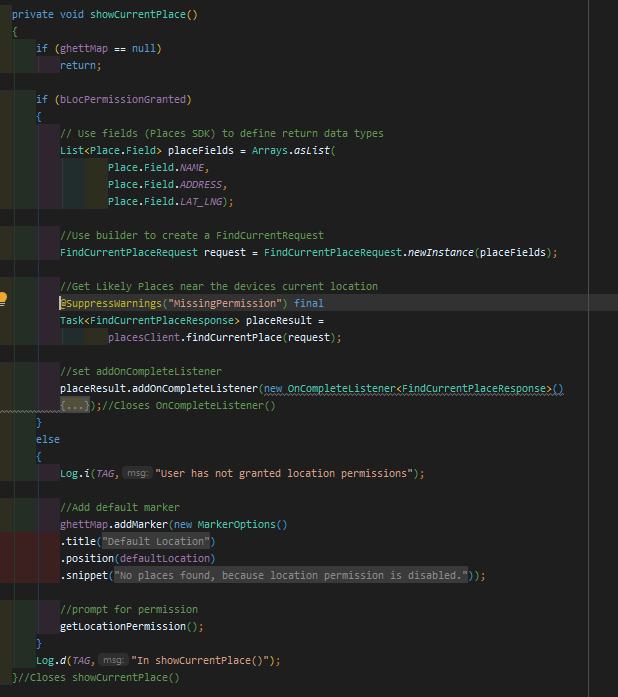 private void showCurrentPlace()
{
if (ghettMap == null)
return;
if (bLocPermissionGranted)
{
// Use fields (Places SDK) to define return data types
List<Place.Field> placeFields = Arrays.asList(
Place.Field.NAME,
Place.Field.ADDRESS,
Place.Field.LAT_LNG);
//Use builder to create a FindCurrentRequest
FindCurrentPlaceRequest request = FindCurrentPlaceRequest.newInstance(placeFields);
//Get Likely Places near the devices current location
@SuppressWarnings("MissingPermission") final
Task<FindCurrentPlaceResponse> placeResult =
placesClient.findCurrentPlace(request);
//set addOnCompleteListener
placeResult.addOnCompleteListener(new OnCompleteListener<FindCurrentPlaceResponse>()
{...});//Closes OnCompleteListener()
}
else
{
Log.i(TAG, msg: "User has not granted location permissions");
//Add default marker
ghettMap.addMarker(new MarkerOptions()
.title("Default Location")
.position(defaultLocation)
.snippet("No places found, because location permission is disabled."));
//prompt for permission
getLocationPermission();
}
Log.d(TAG, msg: "In showCurrentPlace()");
}//Closes showCurrentPlace()